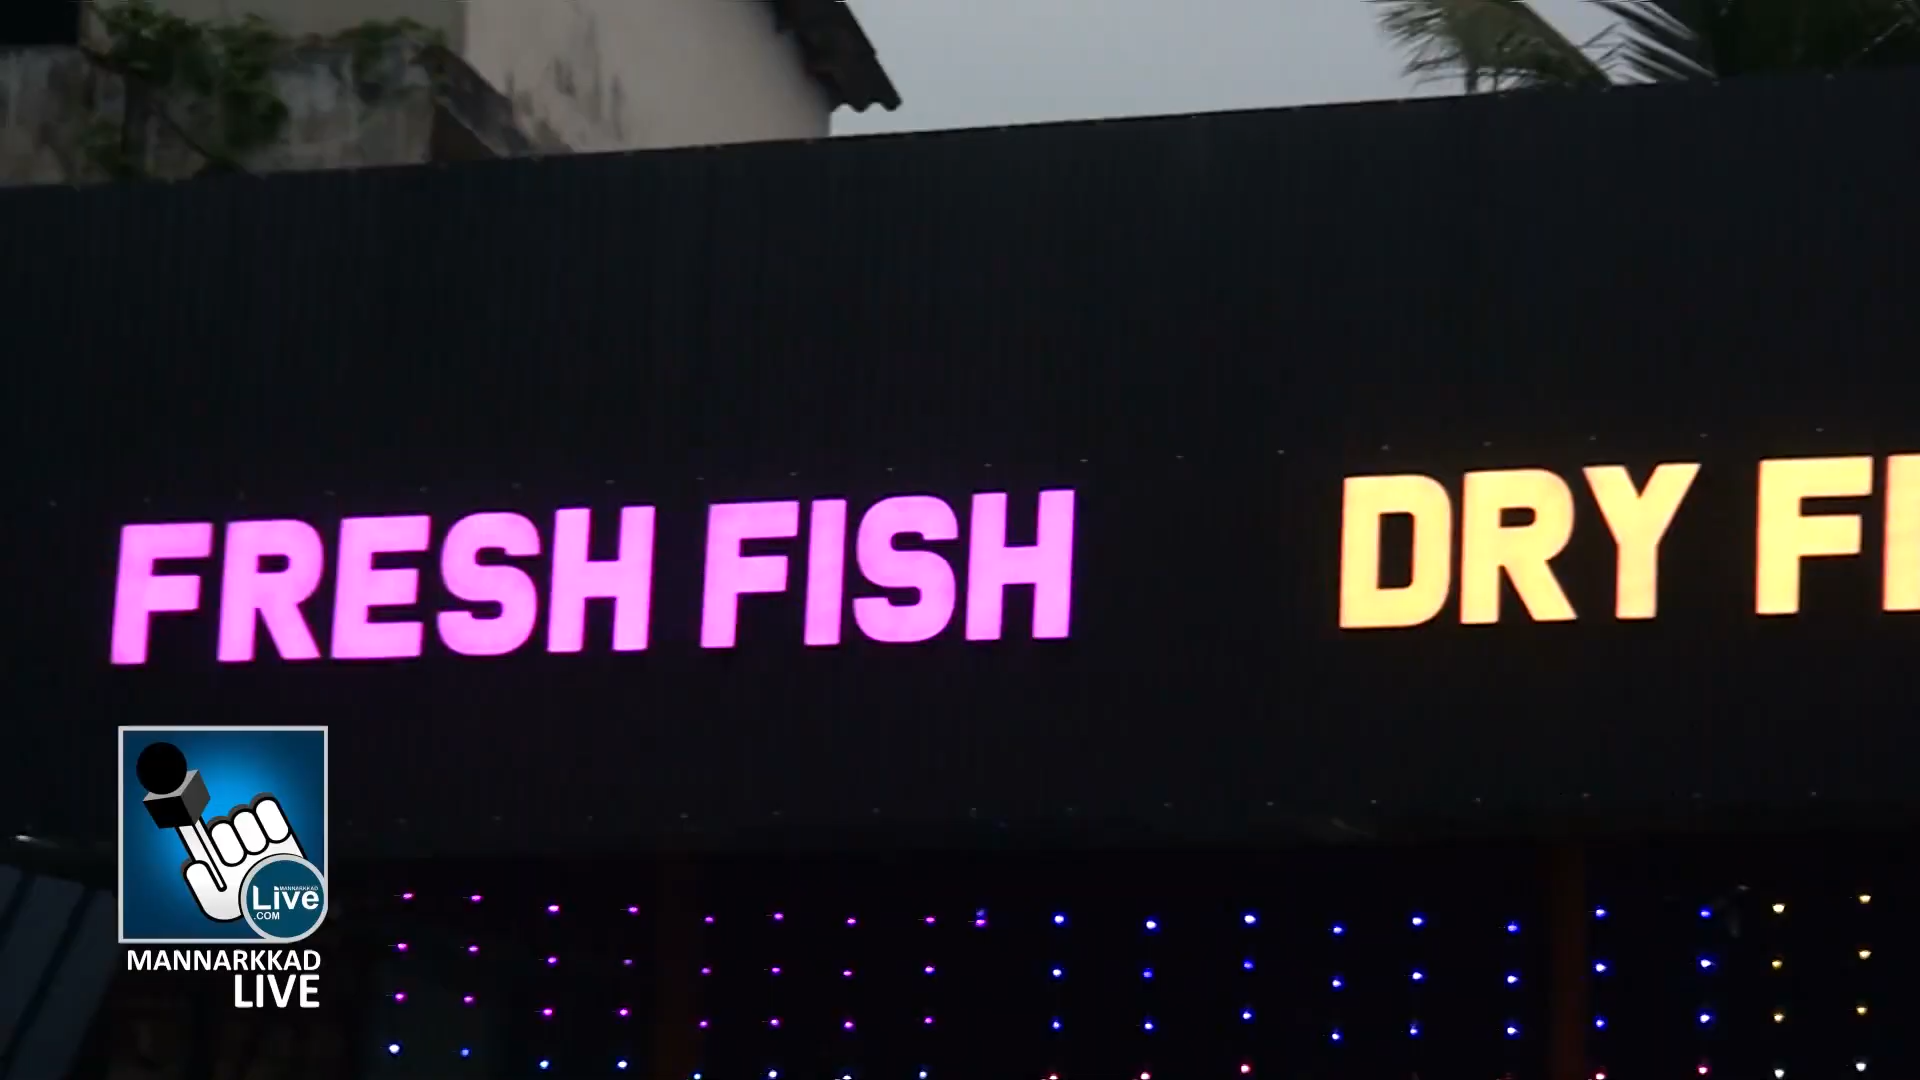 FRESH FISH
DRY F
MANNARKKAD
Live
.COM
MANNARKKAD
LIVE